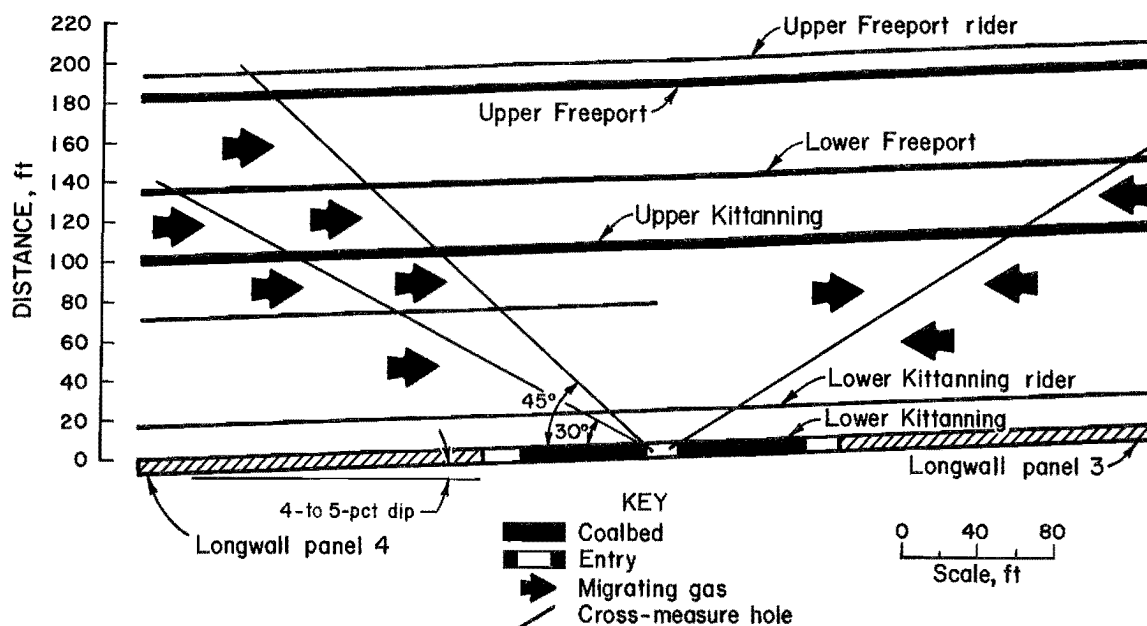 220
200
180
160
140
120
100
80
60
40
20
0
DISTANCE, ft
Upper Freeport rider
Upper Freeport
Lower Freeport
Upper Kittanning
Lower Kittanning rider
Lower Kittanning
45°
30°
Longwall panel 3
4-to 5-pct dip
Longwall panel 4
KEY
Coalbed
Entry
Migrating gas
Cross-measure hole
0 40 80
Scale, ft